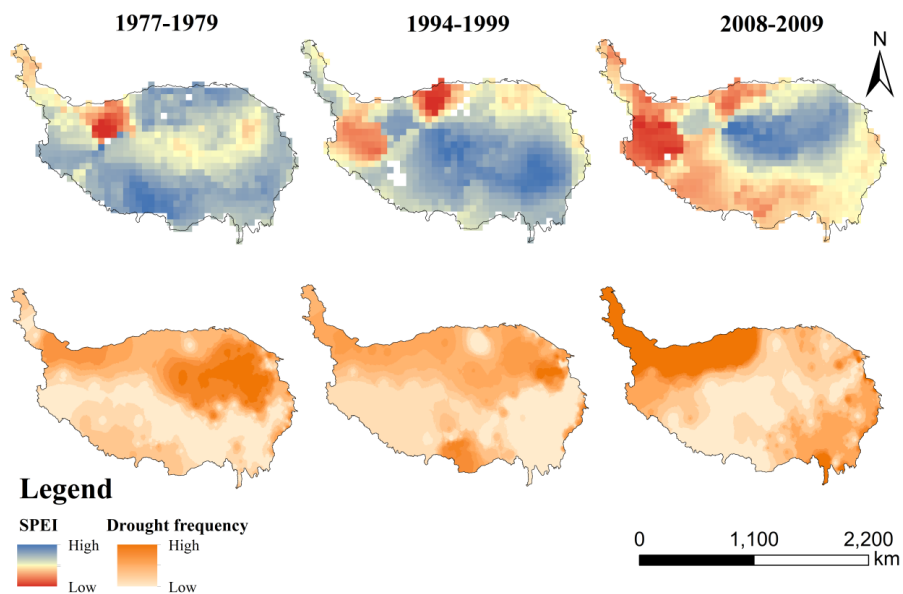 1977-1979 1994-1999 2008-2009
N
Legend
SPEI Drought frequency
High High
Low Low
0 1,100 2,200
km